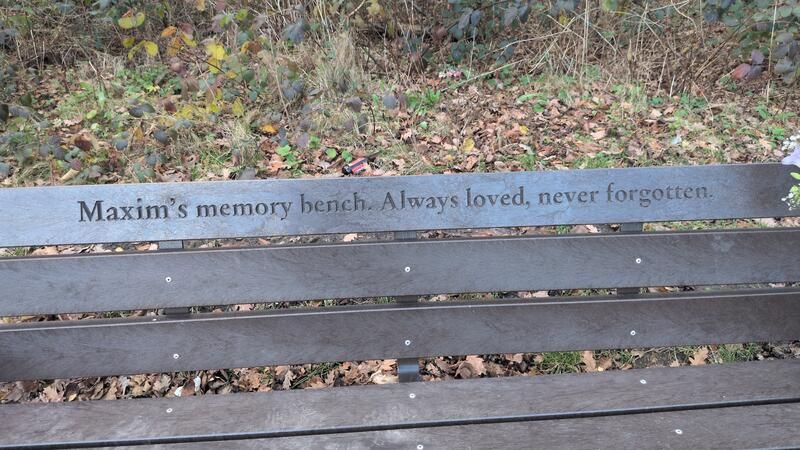 Maxim's memory bench. Always loved, never forgotten.